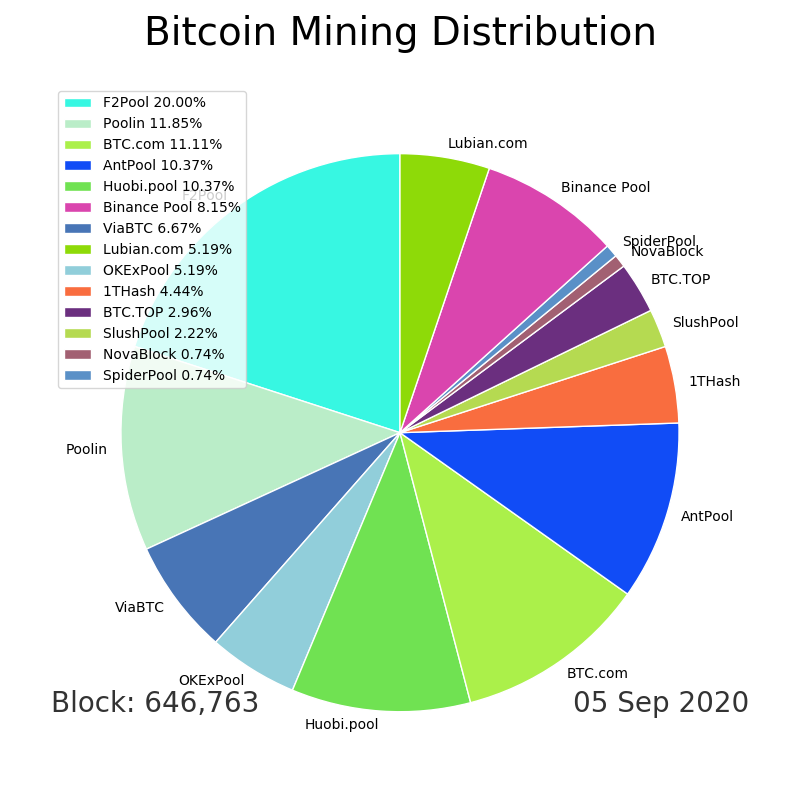 Bitcoin Mining Distribution
F2Pool 20.00%
Poolin 11.85%
BTC.com 11.11%
AntPool 10.37%
Huobi.pool 10.37%
Binance Pool 8.15%
ViaBTC 6.67%
Lubian.com 5.19%
OKExPool 5.19%
1THash 4.44%
BTC.TOP 2.96%
SlushPool 2.22%
NovaBlock 0.74%
SpiderPool 0.74%
Lubian.com
Binance Pool
SpiderPool
NovaBlock
BTC.TOP
SlushPool
1THash
AntPool
BTC.com
Huobi.pool
OKExPool
ViaBTC
Poolin
F2Pool
Block: 646,763
05 Sep 2020